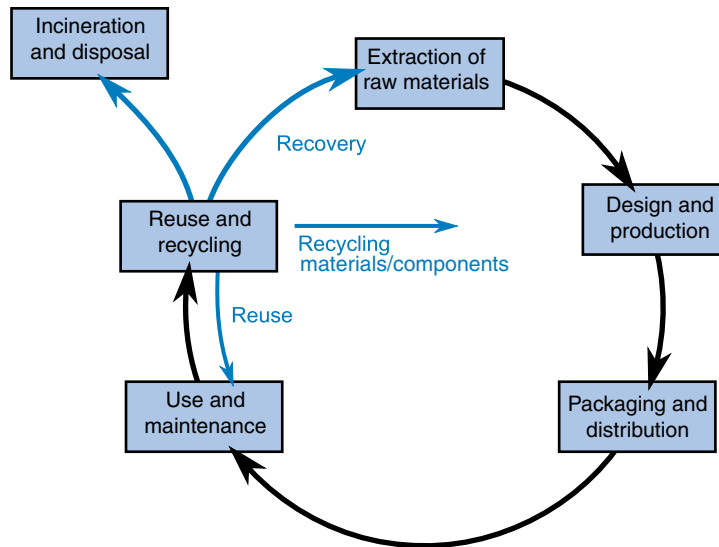 Incineration
and disposal
Extraction of
raw materials
Recovery
Reuse and
recycling
Recycling
materials/components
Design and
production
Reuse
Use and
maintenance
Packaging and
distribution